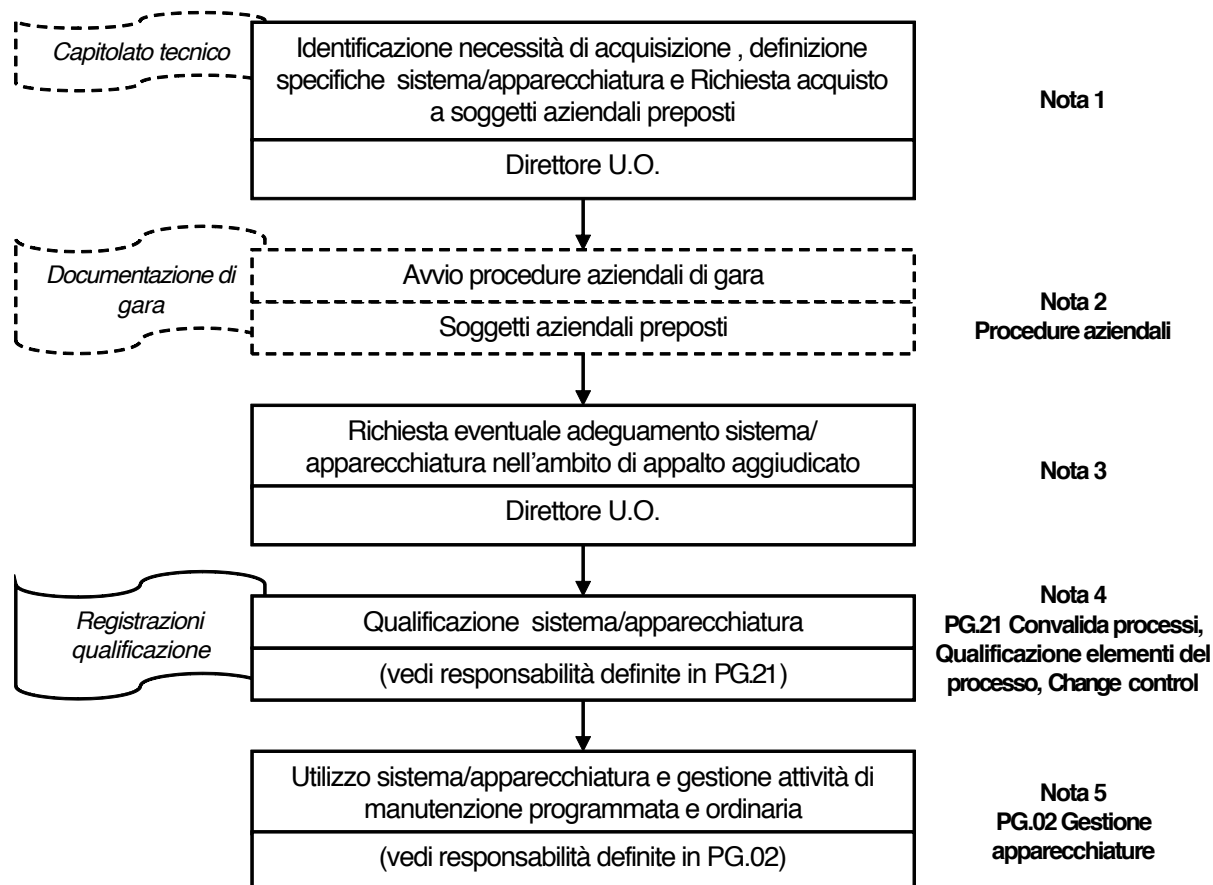 Capitolato tecnico
Identificazione necessità di acquisizione , definizione
specifiche sistema/apparecchiatura e Richiesta acquisto
a soggetti aziendali preposti
Nota 1
Direttore U.O.
Documentazione di
gara
Avvio procedure aziendali di gara
Soggetti aziendali preposti
Nota 2
Procedure aziendali
Richiesta eventuale adeguamento sistema/
apparecchiatura nell'ambito di appalto aggiudicato
Nota 3
Direttore U.O.
Registrazioni
qualificazione
Qualificazione sistema/apparecchiatura
(vedi responsabilità definite in PG.21)
Nota 4
PG.21 Convalida processi,
Qualificazione elementi del
processo, Change control
Utilizzo sistema/apparecchiatura e gestione attività di
manutenzione programmata e ordinaria
(vedi responsabilità definite in PG.02)
Nota 5
PG.02 Gestione
apparecchiature